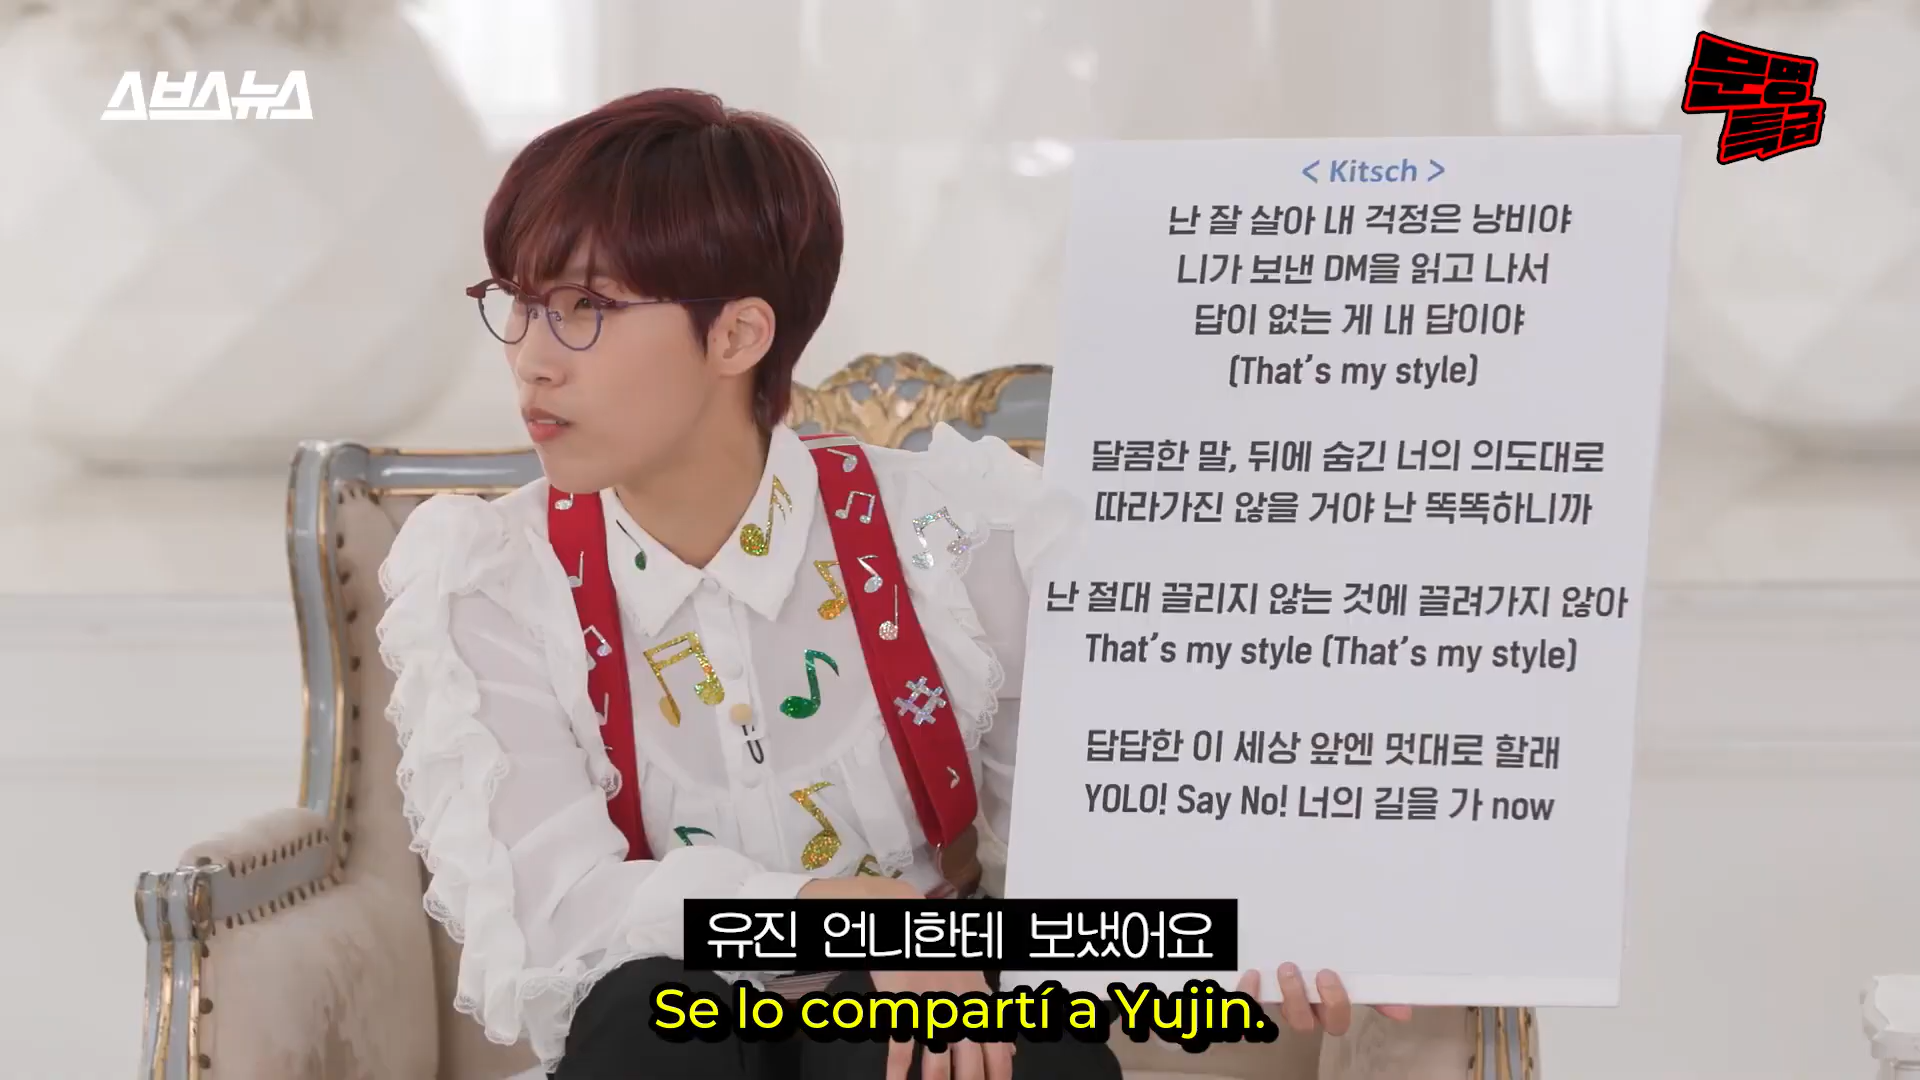 스브스뉴스
문명특급
< Kitsch >
난 잘 살아 내 걱정은 낭비야
니가 보낸 DM을 읽고 나서
답이 없는 게 내 답이야
(That's my style)
달콤한 말, 뒤에 숨긴 너의 의도대로
따라가진 않을 거야 난 똑똑하니까
난 절대 끌리지 않는 것에 끌려가지 않아
That's my style (That's my style)
답답한 이 세상 앞엔 멋대로 할래
YOLO! Say No! 너의 길을 가 now
유진 언니한테 보냈어요
Se lo compartí a Yujin.